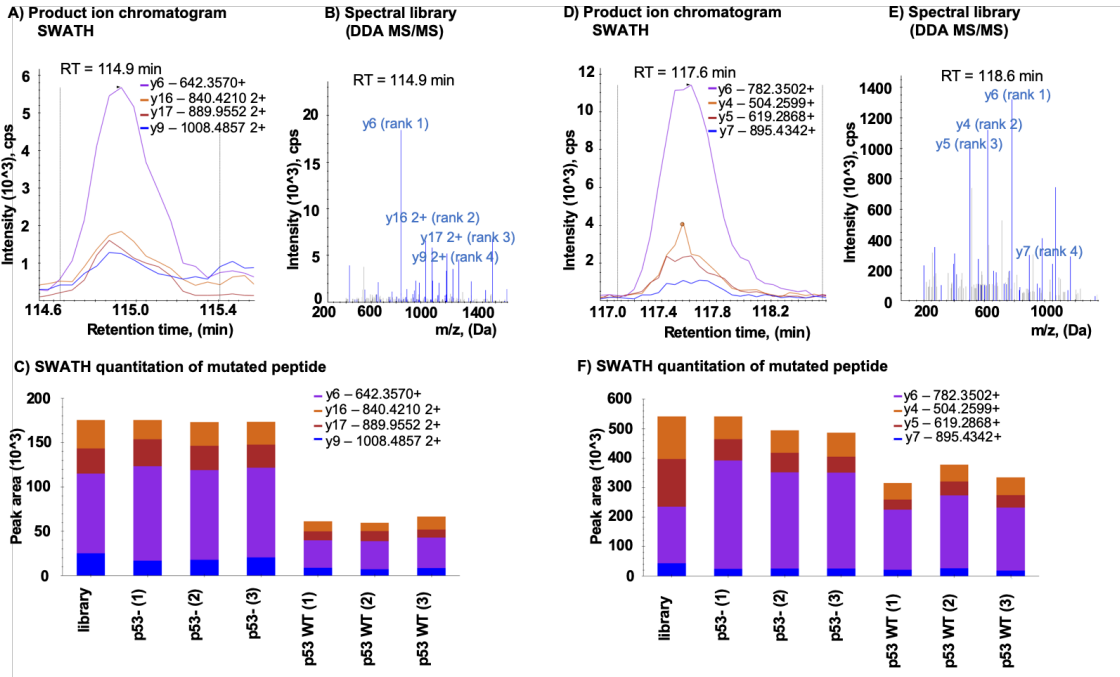 A) Product ion chromatogram
SWATH
B) Spectral library
(DDA MS/MS)
D) Product ion chromatogram
SWATH
E) Spectral library
(DDA MS/MS)
RT = 114.9 min
y6 – 642.3570+
y16 – 840.4210 2+
y17 – 889.9552 2+
y9 – 1008.4857 2+
Intensity (10^3), cps
6
5
4
3
2
1
114.6
115.0
115.4
Retention time, (min)
RT = 114.9 min
y6 (rank 1)
y16 2+ (rank 2)
y17 2+ (rank 3)
y9 2+ (rank 4)
Intensity (10^3), cps
20
15
10
5
0
200
600
1000
1400
m/z, (Da)
RT = 117.6 min
y6 – 782.3502+
y4 – 504.2599+
y5 – 619.2868+
y7 – 895.4342+
Intensity (10^3), cps
12
10
8
6
4
2
117.0
117.4
117.8
118.2
Retention time, (min)
RT = 118.6 min
y6 (rank 1)
y4 (rank 2)
y5 (rank 3)
y7 (rank 4)
Intensity (10^3), cps
1400
1200
1000
800
600
400
200
0
200
600
1000
m/z, (Da)
C) SWATH quantitation of mutated peptide
y6 – 642.3570+
y16 – 840.4210 2+
y17 – 889.9552 2+
y9 – 1008.4857 2+
Peak area (10^3)
200
150
100
50
0
library
p53- (1)
p53- (2)
p53- (3)
p53 WT (1)
p53 WT (2)
p53 WT (3)
F) SWATH quantitation of mutated peptide
y6 – 782.3502+
y4 – 504.2599+
y5 – 619.2868+
y7 – 895.4342+
Peak area (10^3)
600
500
400
300
200
100
0
library
p53- (1)
p53- (2)
p53- (3)
p53 WT (1)
p53 WT (2)
p53 WT (3)